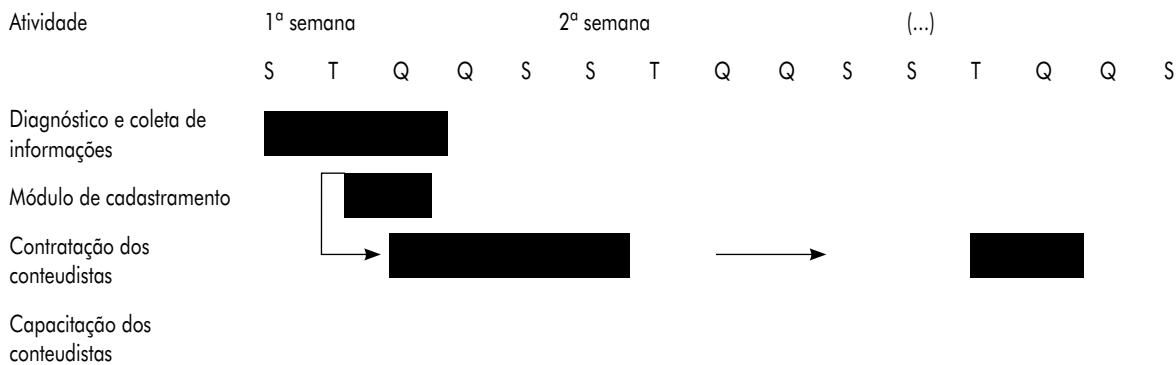 Atividade 1ª semana 2ª semana (...)
S T Q Q S S T Q Q S S T Q Q S
Diagnóstico e coleta de
informações
Módulo de cadastramento
Contratação dos
conteudistas
Capacitação dos
conteudistas